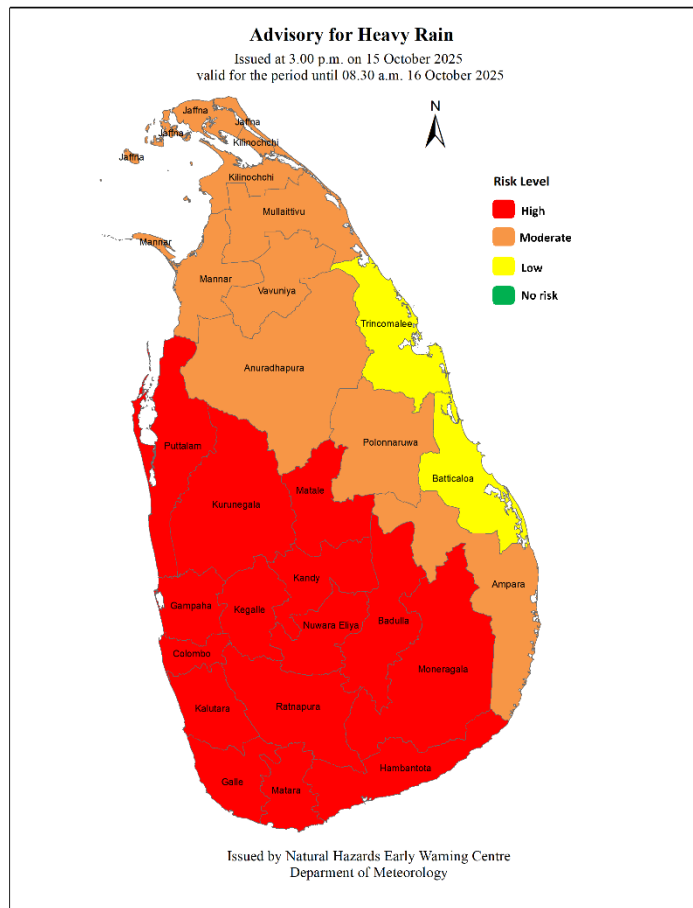 Advisory for Heavy Rain
Issued at 3.00 p.m. on 15 October 2025
valid for the period until 08.30 a.m. 16 October 2025
N
Jaffna
Jaffna
Jaffna
Kilinochchi
Jaffna
Kilinochchi
Mullaittivu
Mannar
Mannar
Vavuniya
Trincomalee
Anuradhapura
Polonnaruwa
Puttalam
Batticaloa
Matale
Kurunegala
Kandy
Ampara
Gampaha
Kegalle
Nuwara Eliya
Badulla
Colombo
Moneragala
Kalutara
Ratnapura
Hambantota
Galle
Matara
Risk Level
High
Moderate
Low
No risk
Issued by Natural Hazards Early Warning Centre
Deparment of Meteorology